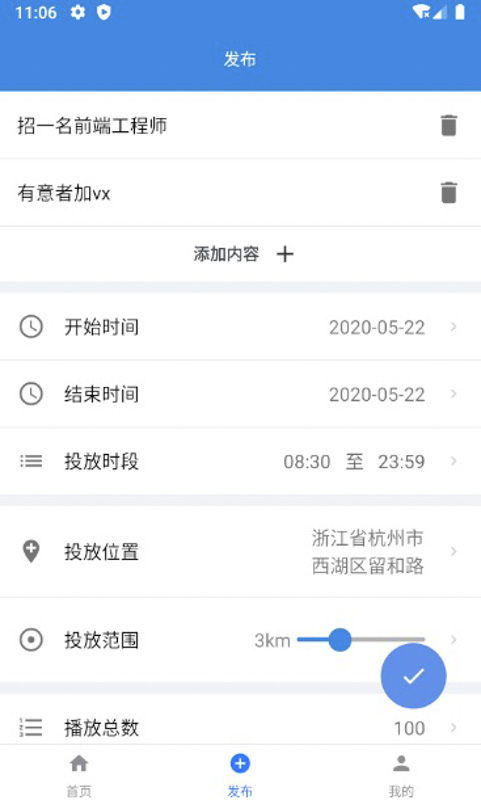 11:06
发布
招一名前端工程师
有意者加vx
添加内容
开始时间 2020-05-22
结束时间 2020-05-22
投放时段 08:30 至 23:59
投放位置 浙江省杭州市
西湖区留和路
投放范围 3km
播放总数 100
首页 发布 我的